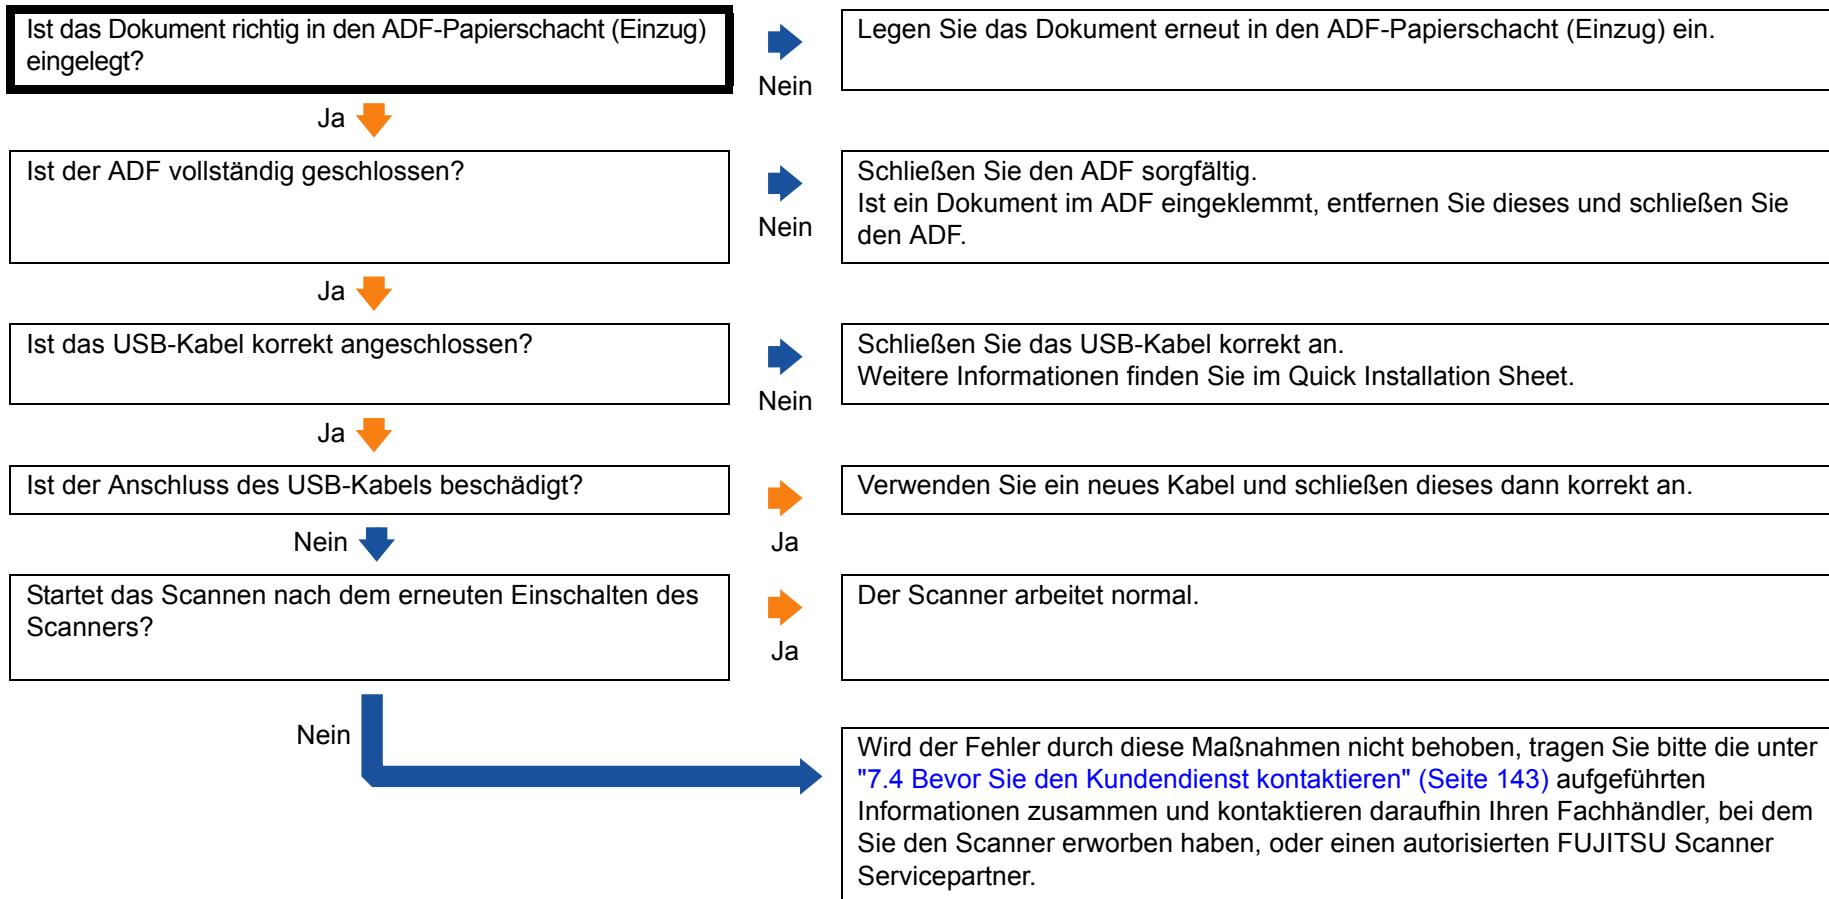 Ist das Dokument richtig in den ADF-Papierschacht (Einzug)
eingelegt?
Nein
Legen Sie das Dokument erneut in den ADF-Papierschacht (Einzug) ein.
Ja
Ist der ADF vollständig geschlossen?
Nein
Schließen Sie den ADF sorgfältig.
Ist ein Dokument im ADF eingeklemmt, entfernen Sie dieses und schließen Sie
den ADF.
Ja
Ist das USB-Kabel korrekt angeschlossen?
Nein
Schließen Sie das USB-Kabel korrekt an.
Weitere Informationen finden Sie im Quick Installation Sheet.
Ja
Ist der Anschluss des USB-Kabels beschädigt?
Ja
Verwenden Sie ein neues Kabel und schließen dieses dann korrekt an.
Nein
Startet das Scannen nach dem erneuten Einschalten des
Scanners?
Ja
Der Scanner arbeitet normal.
Nein
Wird der Fehler durch diese Maßnahmen nicht behoben, tragen Sie bitte die unter
"7.4 Bevor Sie den Kundendienst kontaktieren" (Seite 143) aufgeführten
Informationen zusammen und kontaktieren daraufhin Ihren Fachhändler, bei dem
Sie den Scanner erworben haben, oder einen autorisierten FUJITSU Scanner
Servicepartner.